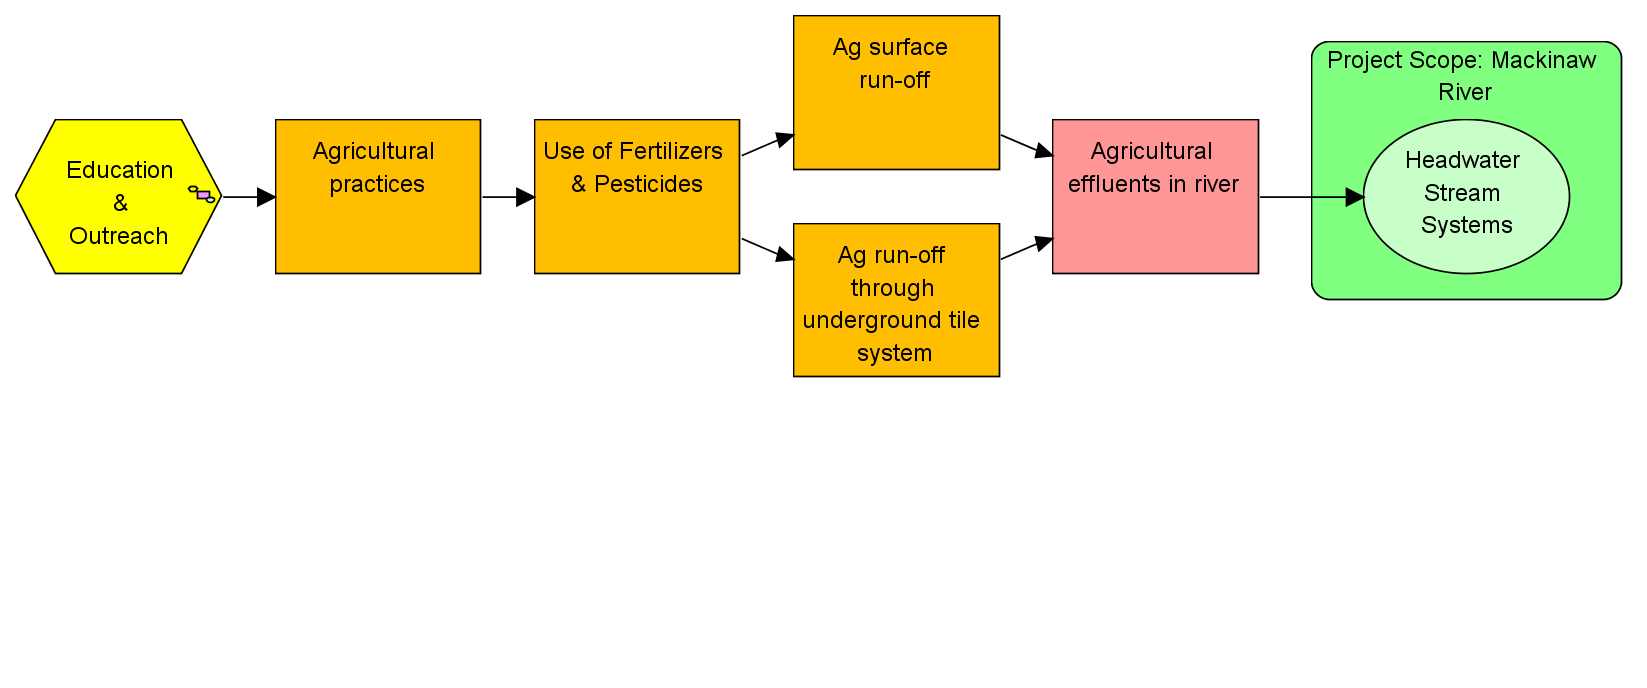 Education
&
Outreach
Agricultural
practices
Use of Fertilizers
& Pesticides
Ag surface
run-off
Ag run-off
through
underground tile
system
Agricultural
effluents in river
Project Scope: Mackinaw
River
Headwater
Stream
Systems